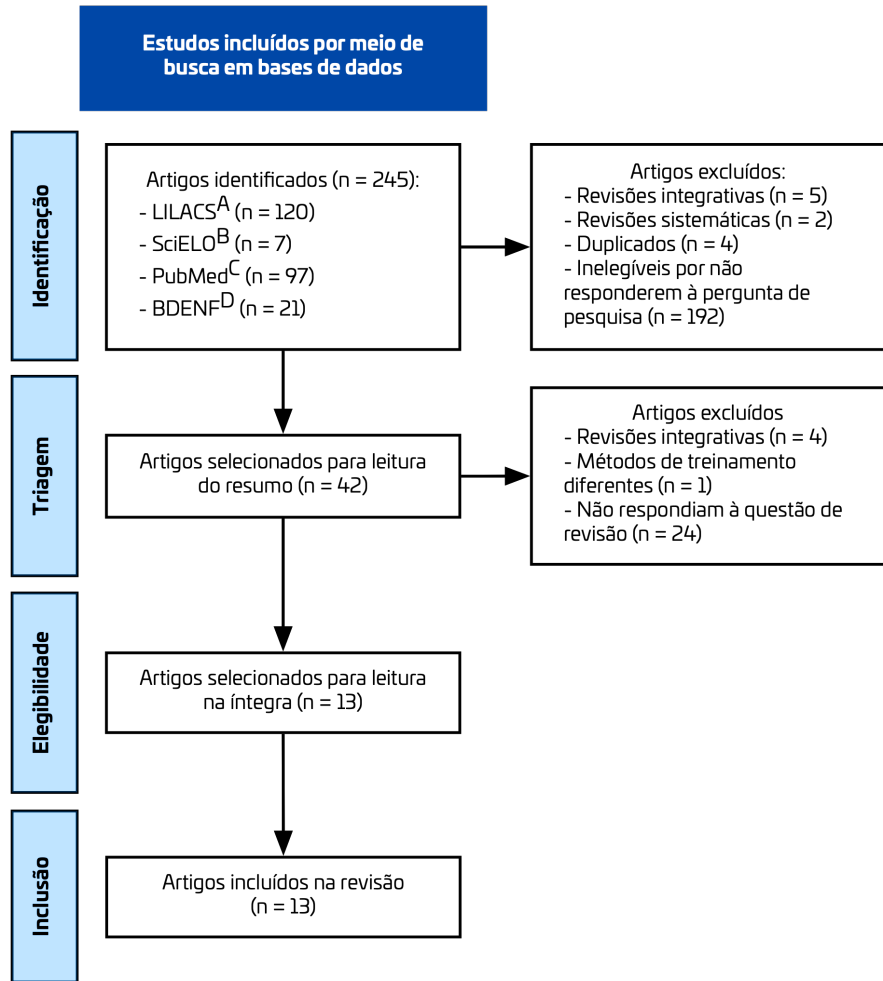 Estudos incluídos por meio de
busca em bases de dados
Identificação
Artigos identificados (n = 245):
- LILACSA (n = 120)
- SciELOB (n = 7)
- PubMedC (n = 97)
- BDENFD (n = 21)
Artigos excluídos:
- Revisões integrativas (n = 5)
- Revisões sistemáticas (n = 2)
- Duplicados (n = 4)
- Inelegíveis por não
responderem à pergunta de
pesquisa (n = 192)
Triagem
Artigos selecionados para leitura
do resumo (n = 42)
Artigos excluídos
- Revisões integrativas (n = 4)
- Métodos de treinamento
diferentes (n = 1)
- Não respondiam à questão de
revisão (n = 24)
Elegibilidade
Artigos selecionados para leitura
na íntegra (n = 13)
Inclusão
Artigos incluídos na revisão
(n = 13)